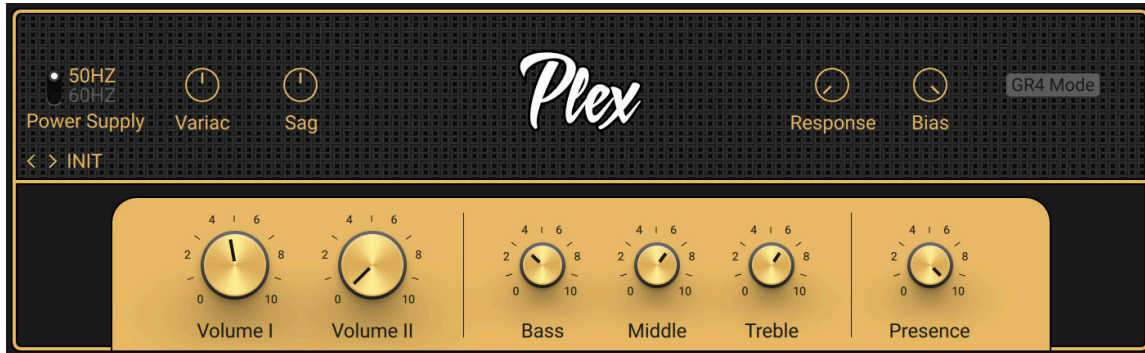 50HZ
60HZ
Power Supply
Variac
Sag
Plex
Response
Bias
GR4 Mode
< > INIT
0 2 4 6 8 10
Volume I
0 2 4 6 8 10
Volume II
0 2 4 6 8 10
Bass
0 2 4 6 8 10
Middle
0 2 4 6 8 10
Treble
0 2 4 6 8 10
Presence